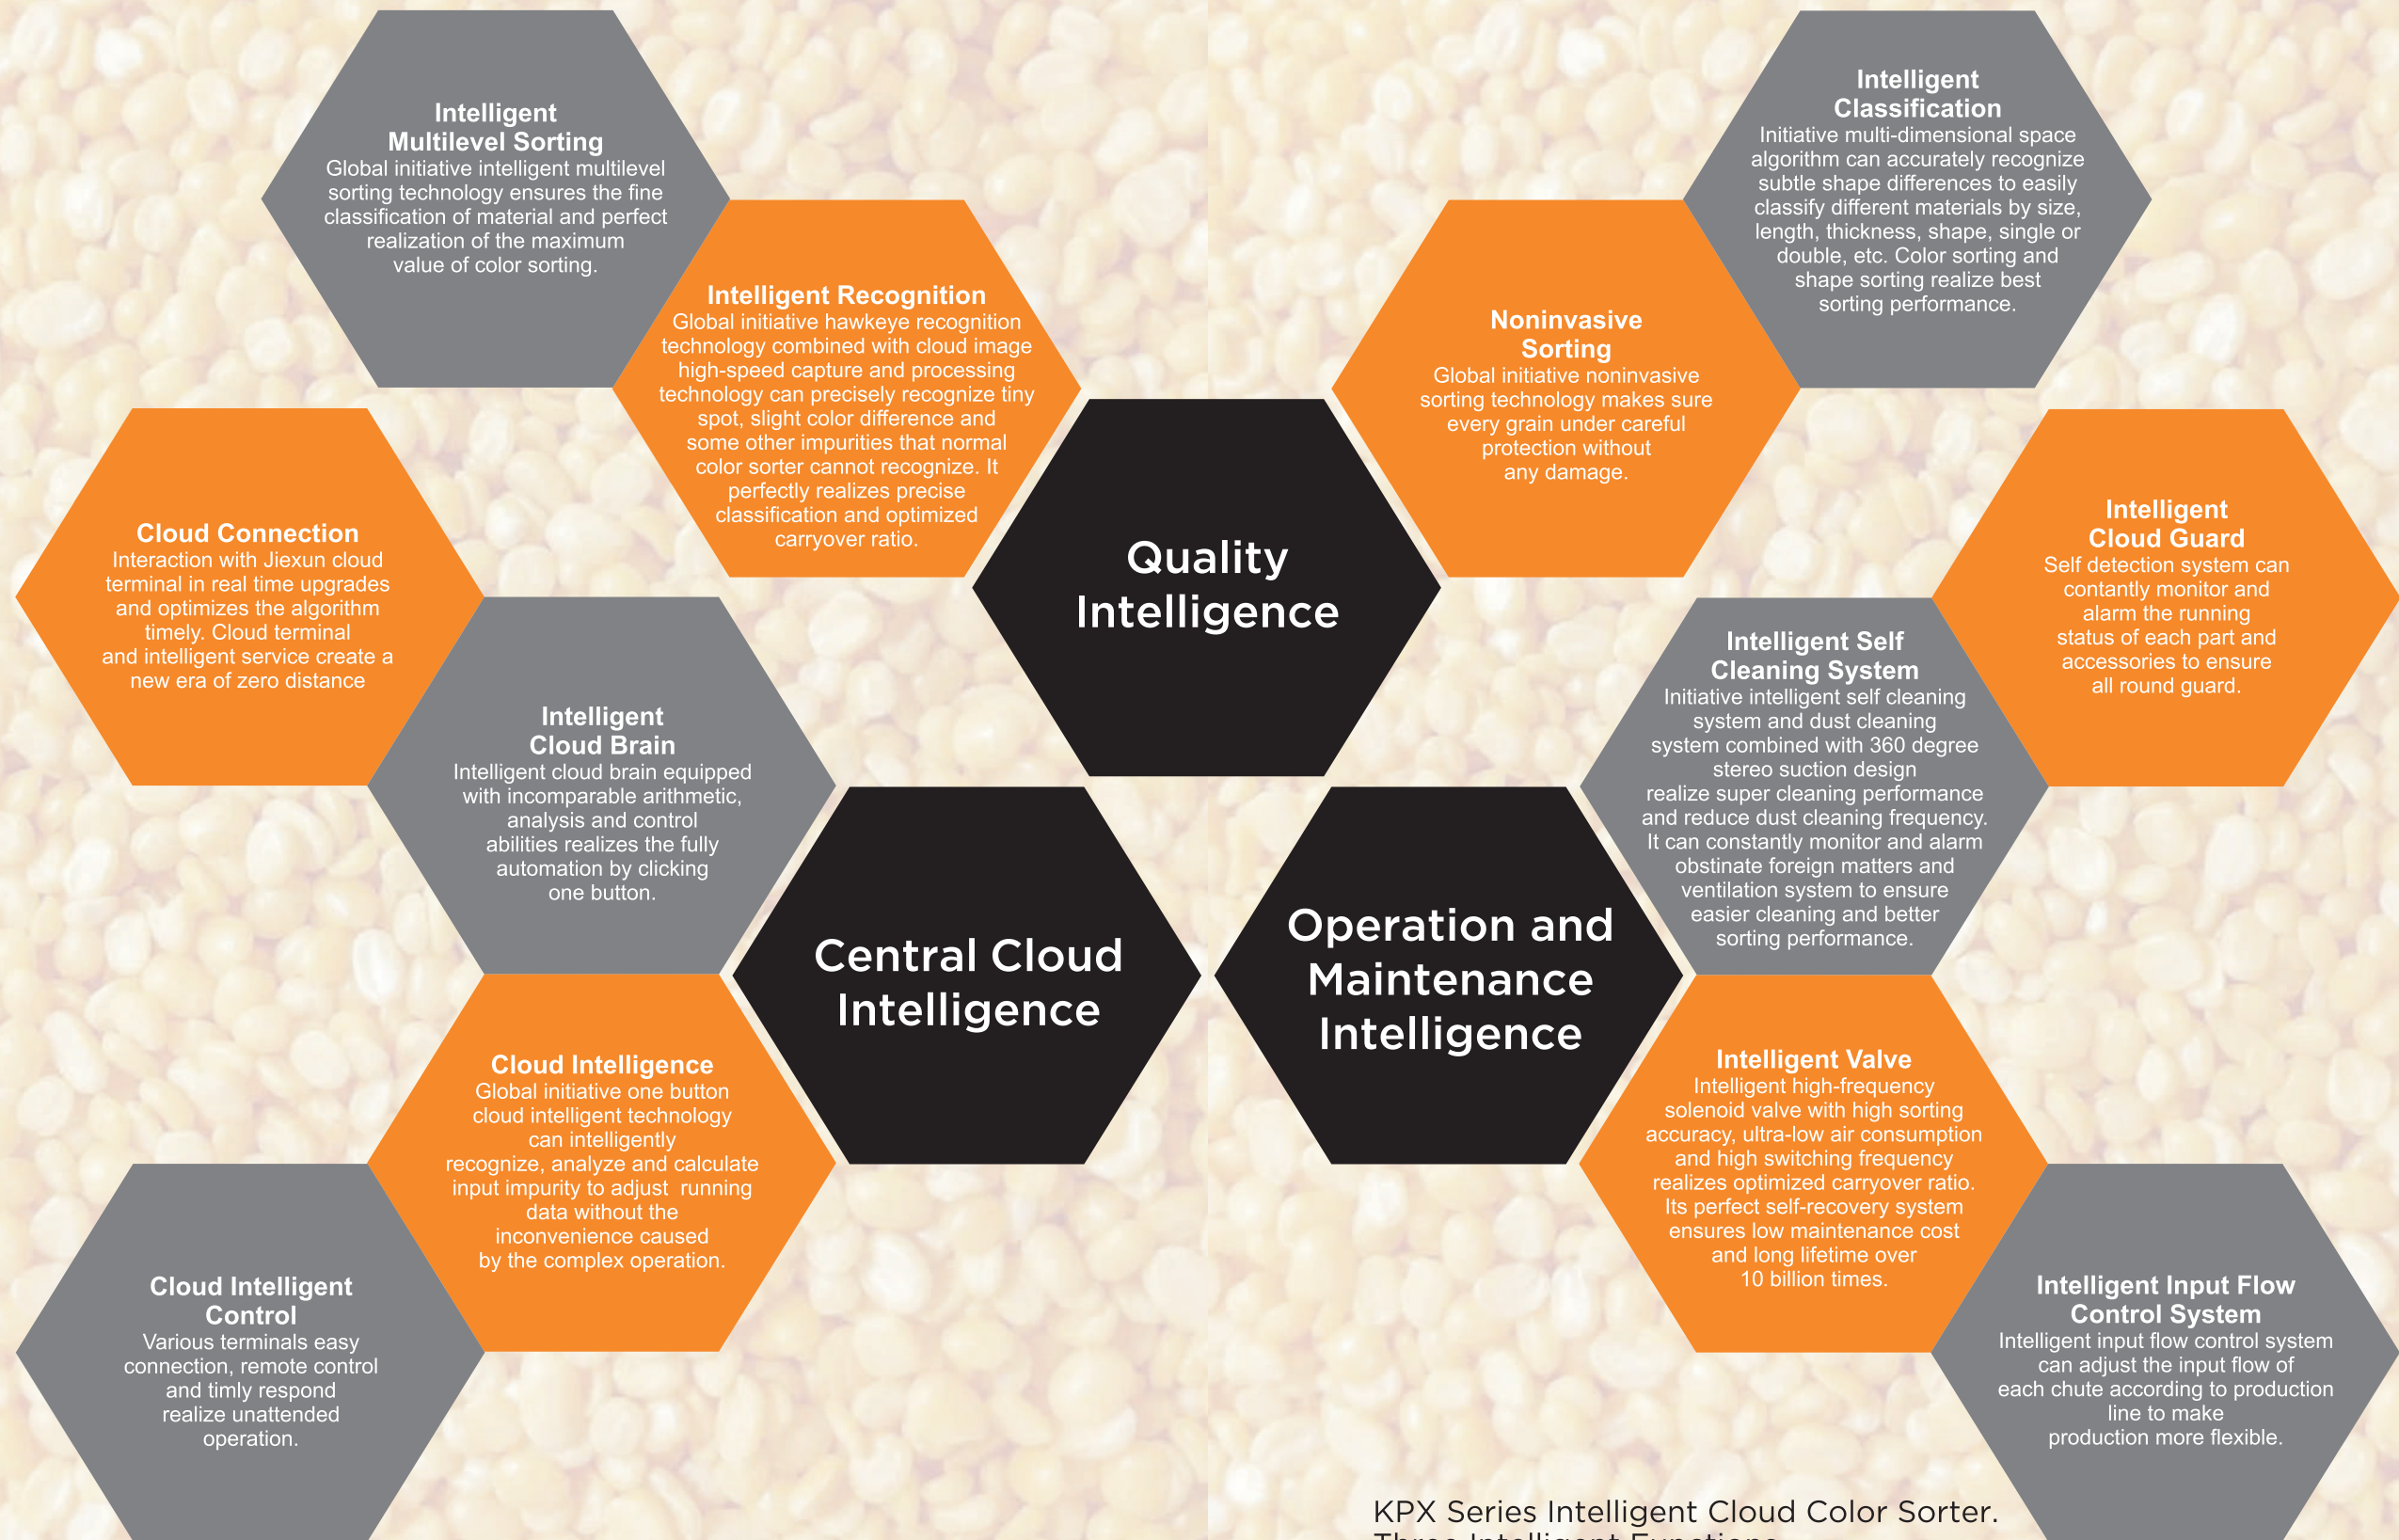 Intelligent
Multilevel Sorting
Global initiative intelligent multilevel
sorting technology ensures the fine
classification of material and perfect
realization of the maximum
value of color sorting.
Intelligent Recognition
Global initiative hawkeye recognition
technology combined with cloud image
high-speed capture and processing
technology can precisely recognize tiny
spot, slight color difference and
some other impurities that normal
color sorter cannot recognize. It
perfectly realizes precise
classification and optimized
carryover ratio.
Quality
Intelligence
Noninvasive
Sorting
Global initiative noninvasive
sorting technology makes sure
every grain under careful
protection without
any damage.
Intelligent
Classification
Initiative multi-dimensional space
algorithm can accurately recognize
subtle shape differences to easily
classify different materials by size,
length, thickness, shape, single or
double, etc. Color sorting and
shape sorting realize best
sorting performance.
Cloud Connection
Interaction with Jiexun cloud
terminal in real time upgrades
and optimizes the algorithm
timely. Cloud terminal
and intelligent service create a
new era of zero distance
Intelligent
Cloud Brain
Intelligent cloud brain equipped
with incomparable arithmetic,
analysis and control
abilities realizes the fully
automation by clicking
one button.
Central Cloud
Intelligence
Cloud Intelligence
Global initiative one button
cloud intelligent technology
can intelligently
recognize, analyze and calculate
input impurity to adjust  running
data without the
inconvenience caused
by the complex operation.
Cloud Intelligent
Control
Various terminals easy
connection, remote control
and timly respond
realize unattended
operation.
Operation and
Maintenance
Intelligence
Intelligent
Cloud Guard
Self detection system can
contantly monitor and
alarm the running
status of each part and
accessories to ensure
all round guard.
Intelligent Self
Cleaning System
Initiative intelligent self cleaning
system and dust cleaning
system combined with 360 degree
stereo suction design
realize super cleaning performance
and reduce dust cleaning frequency.
It can constantly monitor and alarm
obstinate foreign matters and
ventilation system to ensure
easier cleaning and better
sorting performance.
Intelligent Valve
Intelligent high-frequency
solenoid valve with high sorting
accuracy, ultra-low air consumption
and high switching frequency
realizes optimized carryover ratio.
Its perfect self-recovery system
ensures low maintenance cost
and long lifetime over
10 billion times.
Intelligent Input Flow
Control System
Intelligent input flow control system
can adjust the input flow of
each chute according to production
line to make
production more flexible.
KPX Series Intelligent Cloud Color Sorter.
Three Intelligent Functions